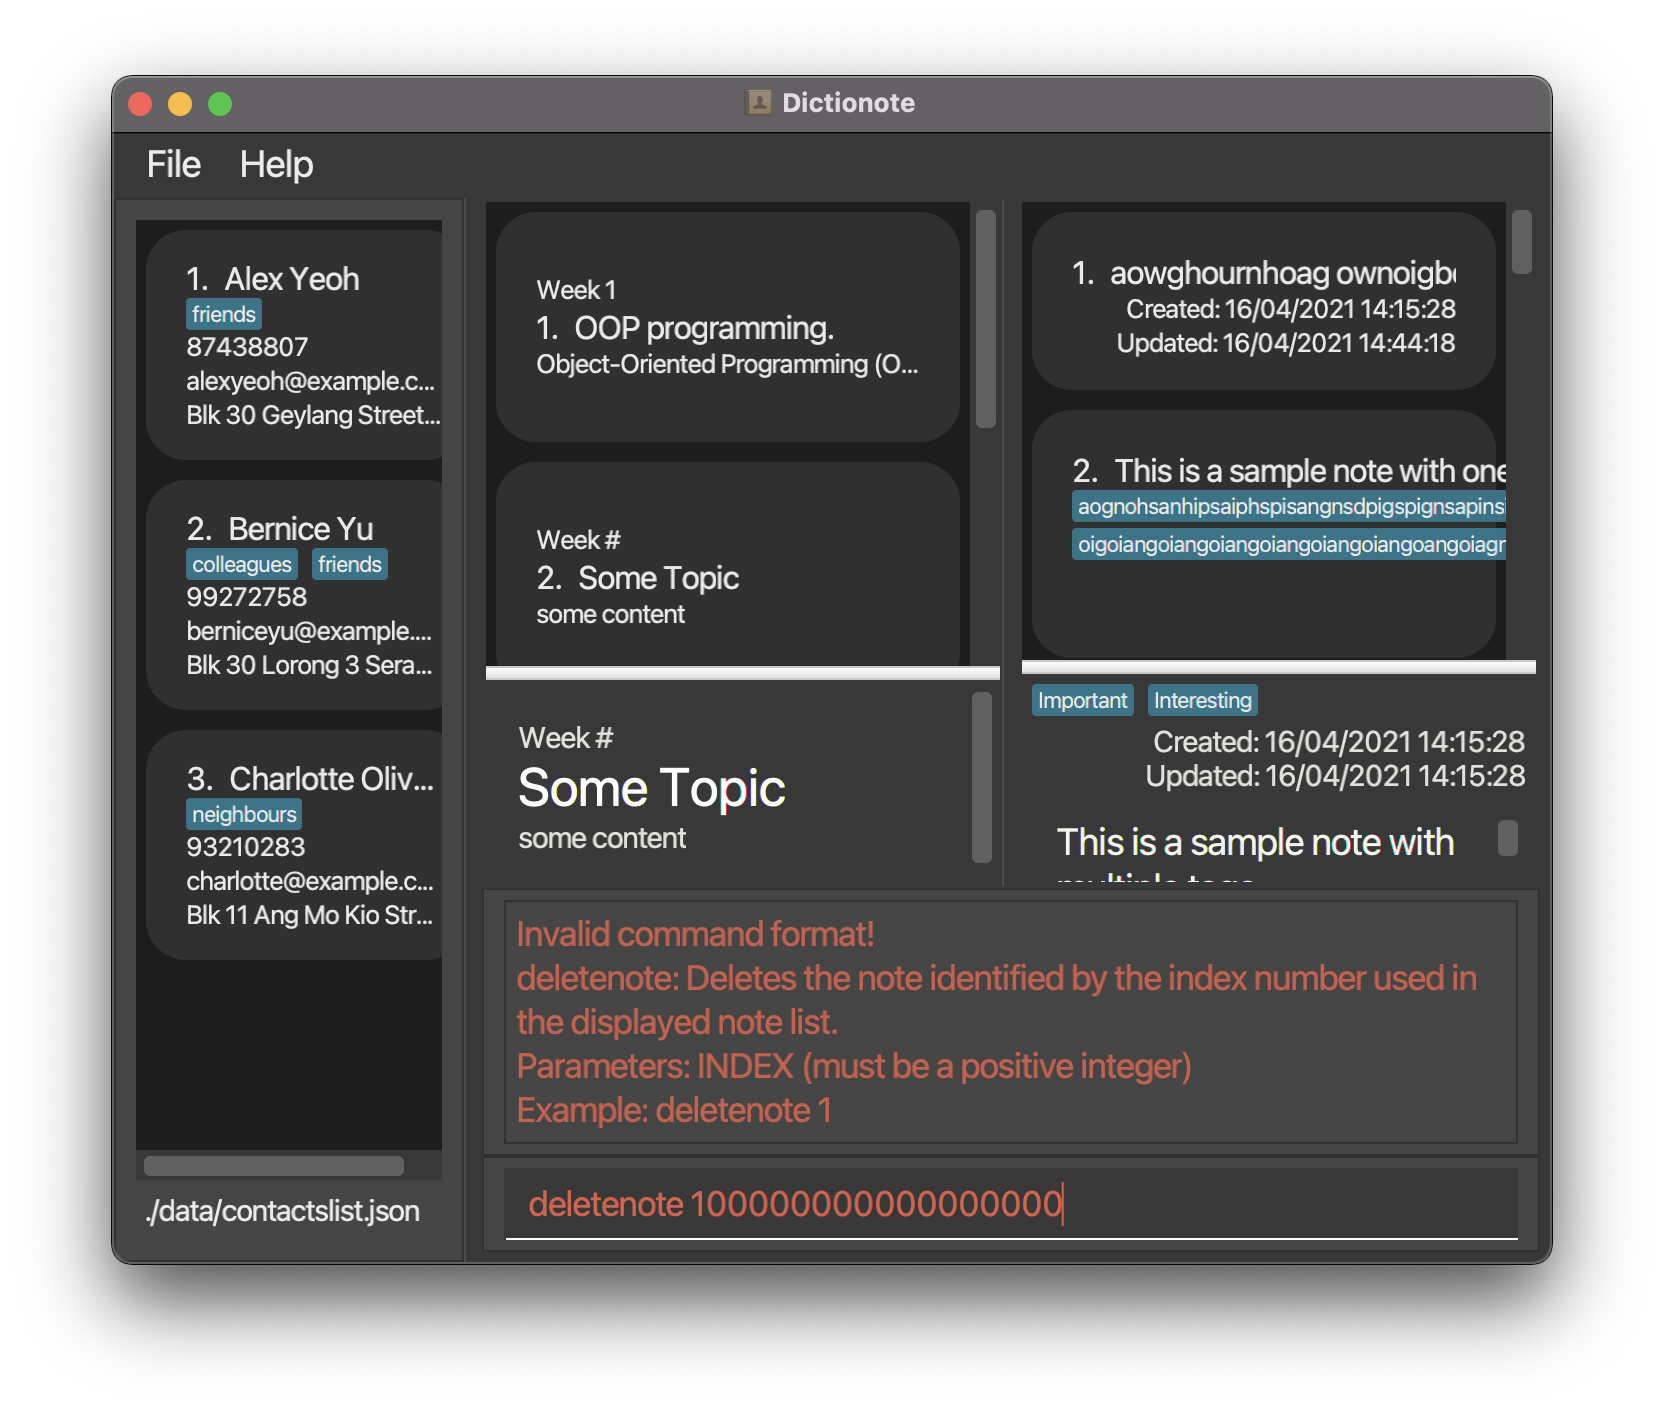 Dictionote
File Help
1. Alex Yeoh
friends
87438807
alexyeoh@example.c...
Blk 30 Geylang Street...
2. Bernice Yu
colleagues friends
99272758
berniceyu@example....
Blk 30 Lorong 3 Sera...
3. Charlotte Oliv...
neighbours
93210283
charlotte@example.c...
Blk 11 Ang Mo Kio Str...
./data/contactslist.json
Week 1
1. OOP programming.
Object-Oriented Programming (O...
Week #
2. Some Topic
some content
Week #
Some Topic
some content
1. aowghournhoag ownoigb
Created: 16/04/2021 14:15:28
Updated: 16/04/2021 14:44:18
2. This is a sample note with one
aognohsanhipsaiphspisangnsdpigspignsapinsi
oigoiangoiangoiangoiangoiangoiangoangoiagn
Important Interesting
Created: 16/04/2021 14:15:28
Updated: 16/04/2021 14:15:28
This is a sample note with
multiple tags
Invalid command format!
deletenote: Deletes the note identified by the index number used in
the displayed note list.
Parameters: INDEX (must be a positive integer)
Example: deletenote 1
deletenote 1000000000000000000